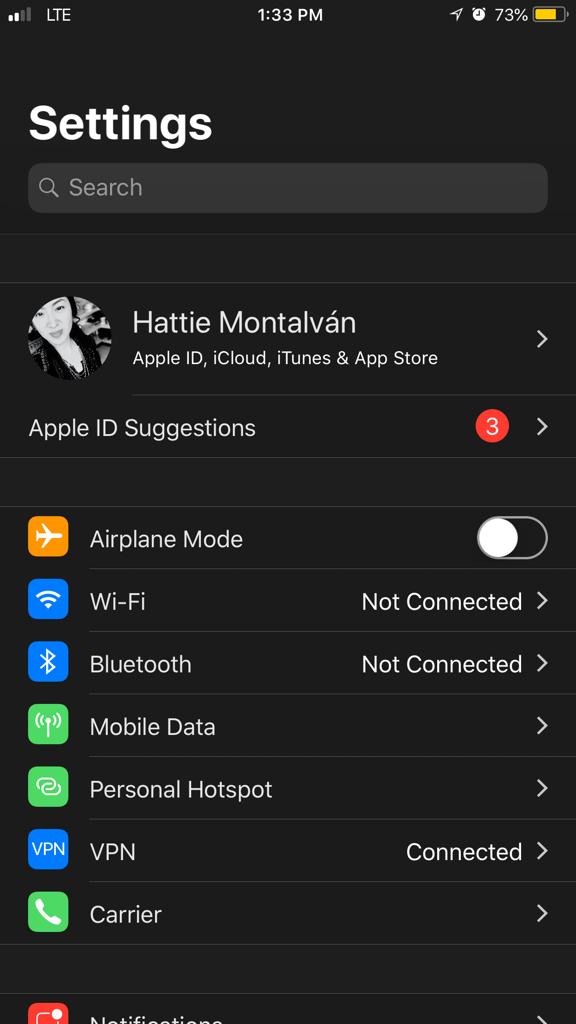 LTE 1:33 PM 73%
Settings
Search
Hattie Montalván
Apple ID, iCloud, iTunes & App Store
Apple ID Suggestions 3
Airplane Mode
Wi-Fi Not Connected
Bluetooth Not Connected
Mobile Data
Personal Hotspot
VPN VPN Connected
Carrier
Notifications